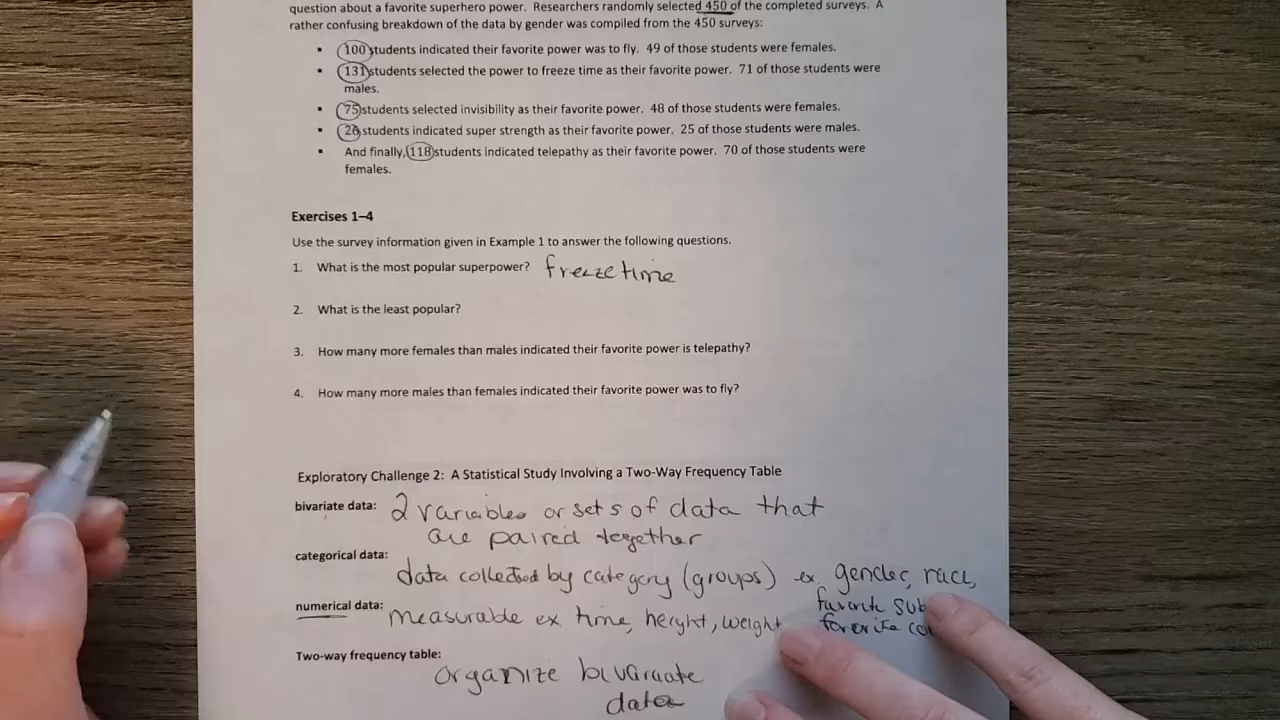 question about a favorite superhero power. Researchers randomly selected 450 of the completed surveys. A
rather confusing breakdown of the data by gender was compiled from the 450 surveys:
▪ 100 students indicated their favorite power was to fly. 49 of those students were females.
▪ 131 students selected the power to freeze time as their favorite power. 71 of those students were
males.
▪ 75 students selected invisibility as their favorite power. 48 of those students were females.
▪ 26 students indicated super strength as their favorite power. 25 of those students were males.
▪ And finally, 118 students indicated telepathy as their favorite power. 70 of those students were
females.
Exercises 1–4
Use the survey information given in Example 1 to answer the following questions.
1. What is the most popular superpower? freeze time
2. What is the least popular?
3. How many more females than males indicated their favorite power is telepathy?
4. How many more males than females indicated their favorite power was to fly?
Exploratory Challenge 2: A Statistical Study Involving a Two-Way Frequency Table
bivariate data: 2 variables or sets of data that
are paired together
categorical data:
data collected by category (groups) ex. gender, race,
favorite sub
numerical data: measurable ex time, height, weight
favorite co
Two-way frequency table:
organize bivariate
data